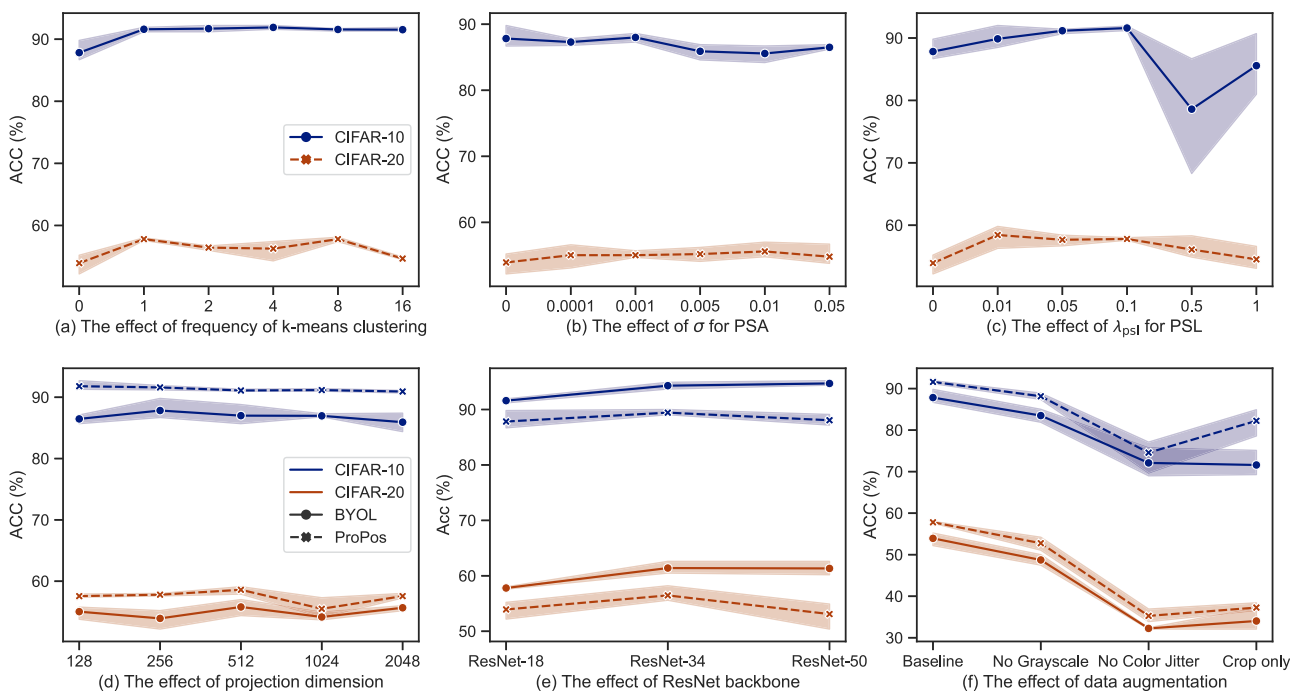 90
80
70
60
ACC (%)
CIFAR-10
CIFAR-20
0 1 2 4 8 16
(a) The effect of frequency of k-means clustering
90
80
70
60
ACC (%)
0 0.0001 0.001 0.005 0.01 0.05
(b) The effect of σ for PSA
90
80
70
60
ACC (%)
0 0.01 0.05 0.1 0.5 1
(c) The effect of λpsl for PSL
90
80
70
60
ACC (%)
CIFAR-10
CIFAR-20
BYOL
ProPos
128 256 512 1024 2048
(d) The effect of projection dimension
90
80
70
60
50
Acc (%)
ResNet-18 ResNet-34 ResNet-50
(e) The effect of ResNet backbone
90
80
70
60
50
40
30
ACC (%)
Baseline No Grayscale No Color Jitter Crop only
(f) The effect of data augmentation